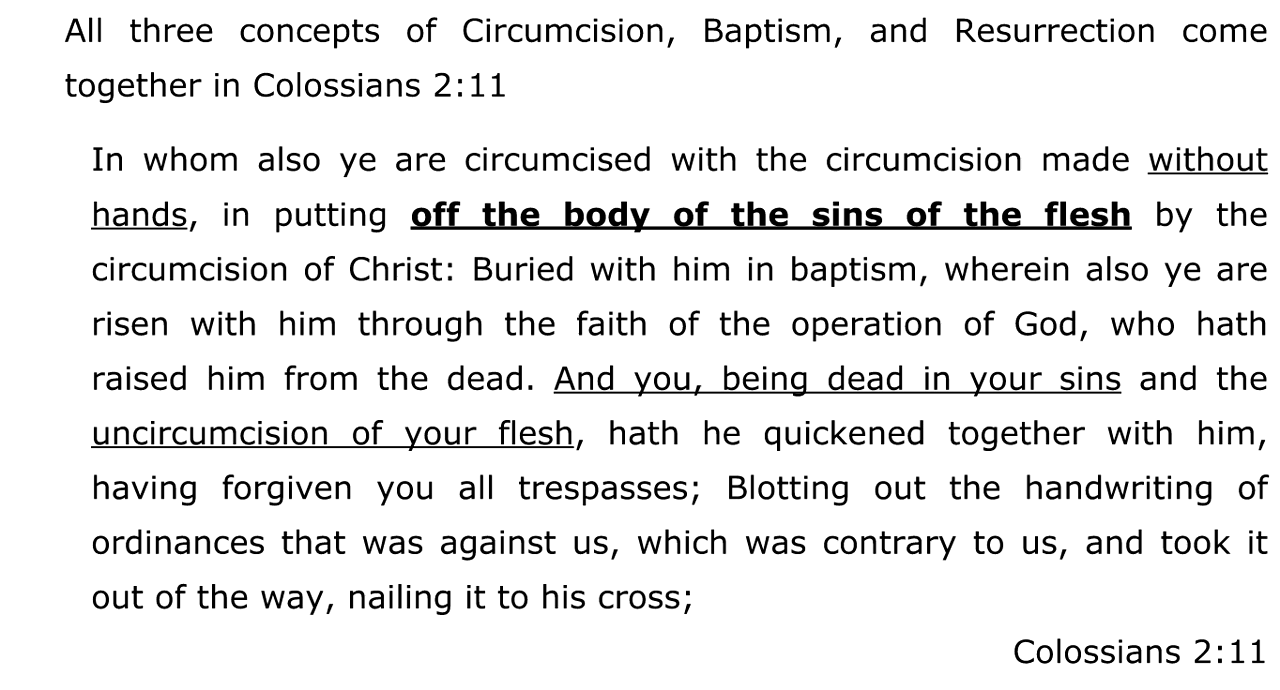 All three concepts of Circumcision, Baptism, and Resurrection come
together in Colossians 2:11
In whom also ye are circumcised with the circumcision made without
hands, in putting off the body of the sins of the flesh by the
circumcision of Christ: Buried with him in baptism, wherein also ye are
risen with him through the faith of the operation of God, who hath
raised him from the dead. And you, being dead in your sins and the
uncircumcision of your flesh, hath he quickened together with him,
having forgiven you all trespasses; Blotting out the handwriting of
ordinances that was against us, which was contrary to us, and took it
out of the way, nailing it to his cross;
Colossians 2:11